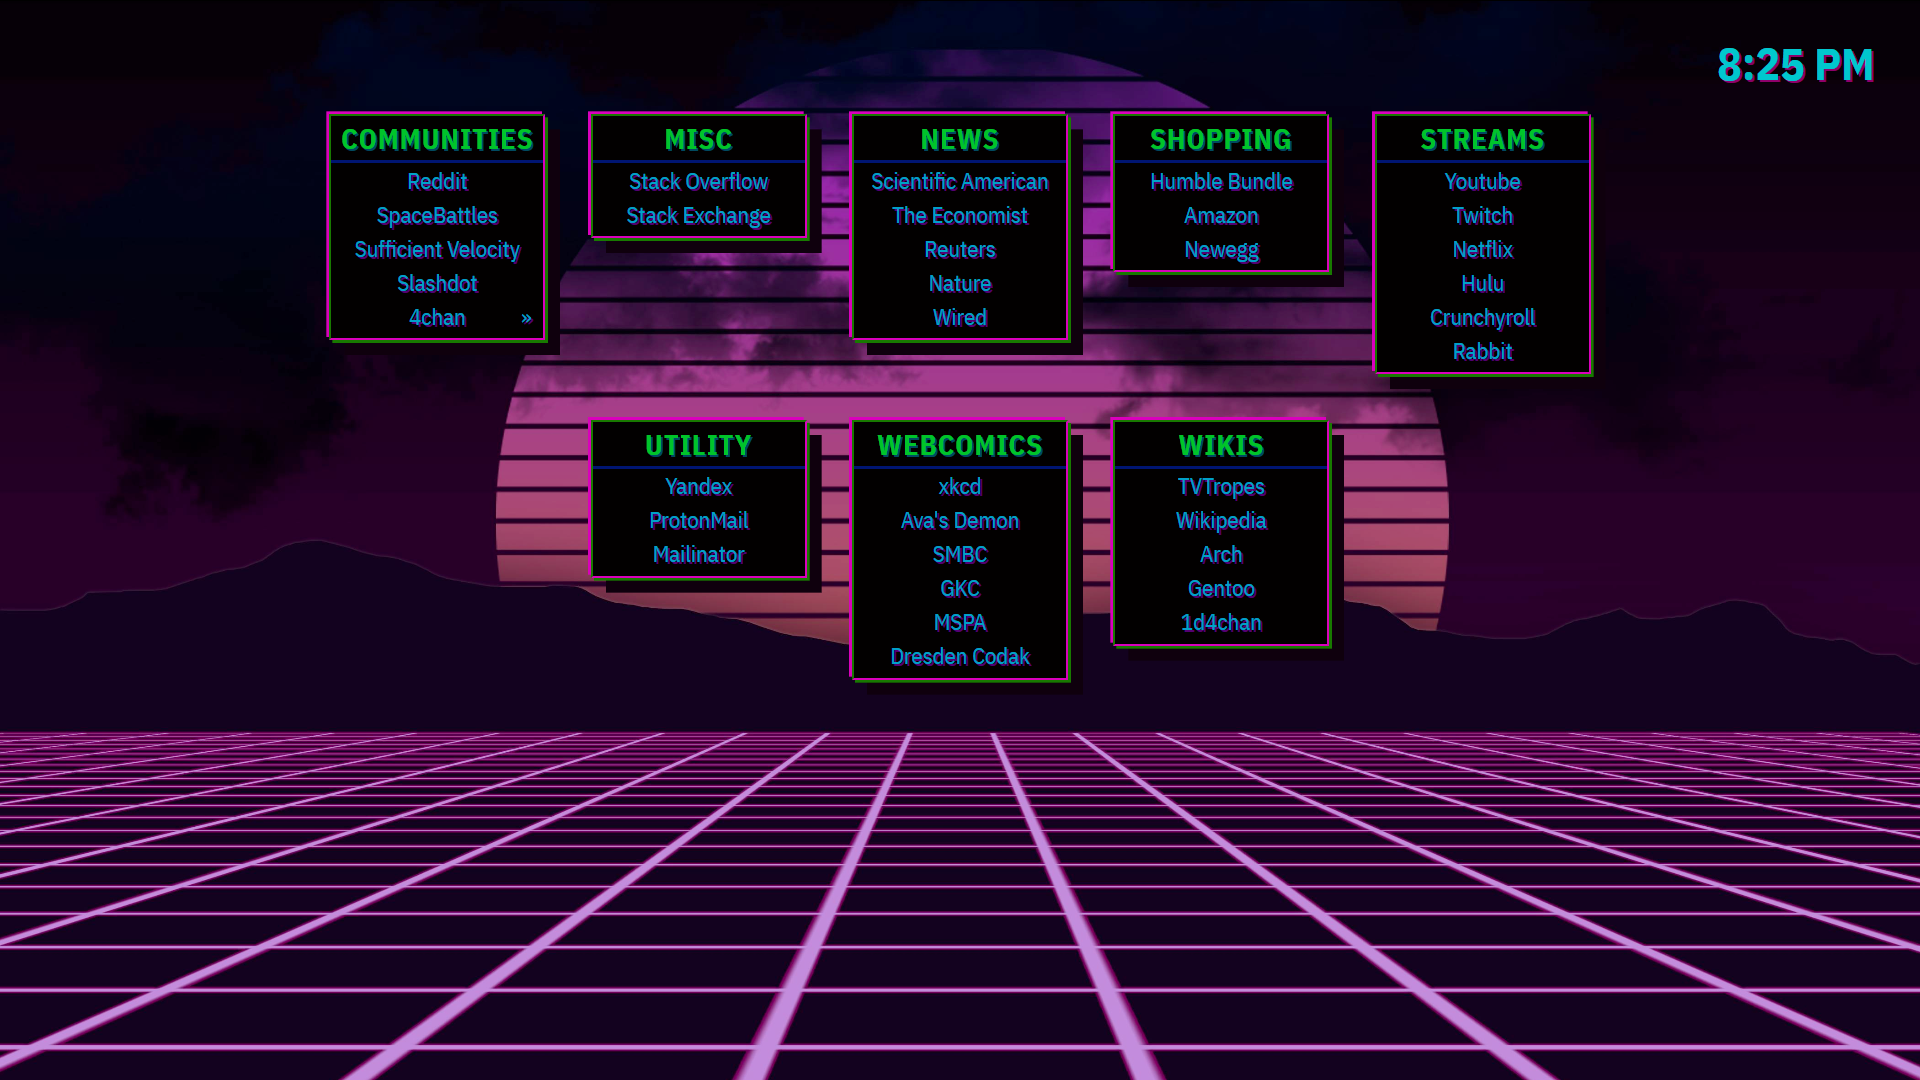 8:25 PM
COMMUNITIES
Reddit
SpaceBattles
Sufficient Velocity
Slashdot
4chan »
MISC
Stack Overflow
Stack Exchange
NEWS
Scientific American
The Economist
Reuters
Nature
Wired
SHOPPING
Humble Bundle
Amazon
Newegg
STREAMS
Youtube
Twitch
Netflix
Hulu
Crunchyroll
Rabbit
UTILITY
Yandex
ProtonMail
Mailinator
WEBCOMICS
xkcd
Ava's Demon
SMBC
GKC
MSPA
Dresden Codak
WIKIS
TVTropes
Wikipedia
Arch
Gentoo
1d4chan